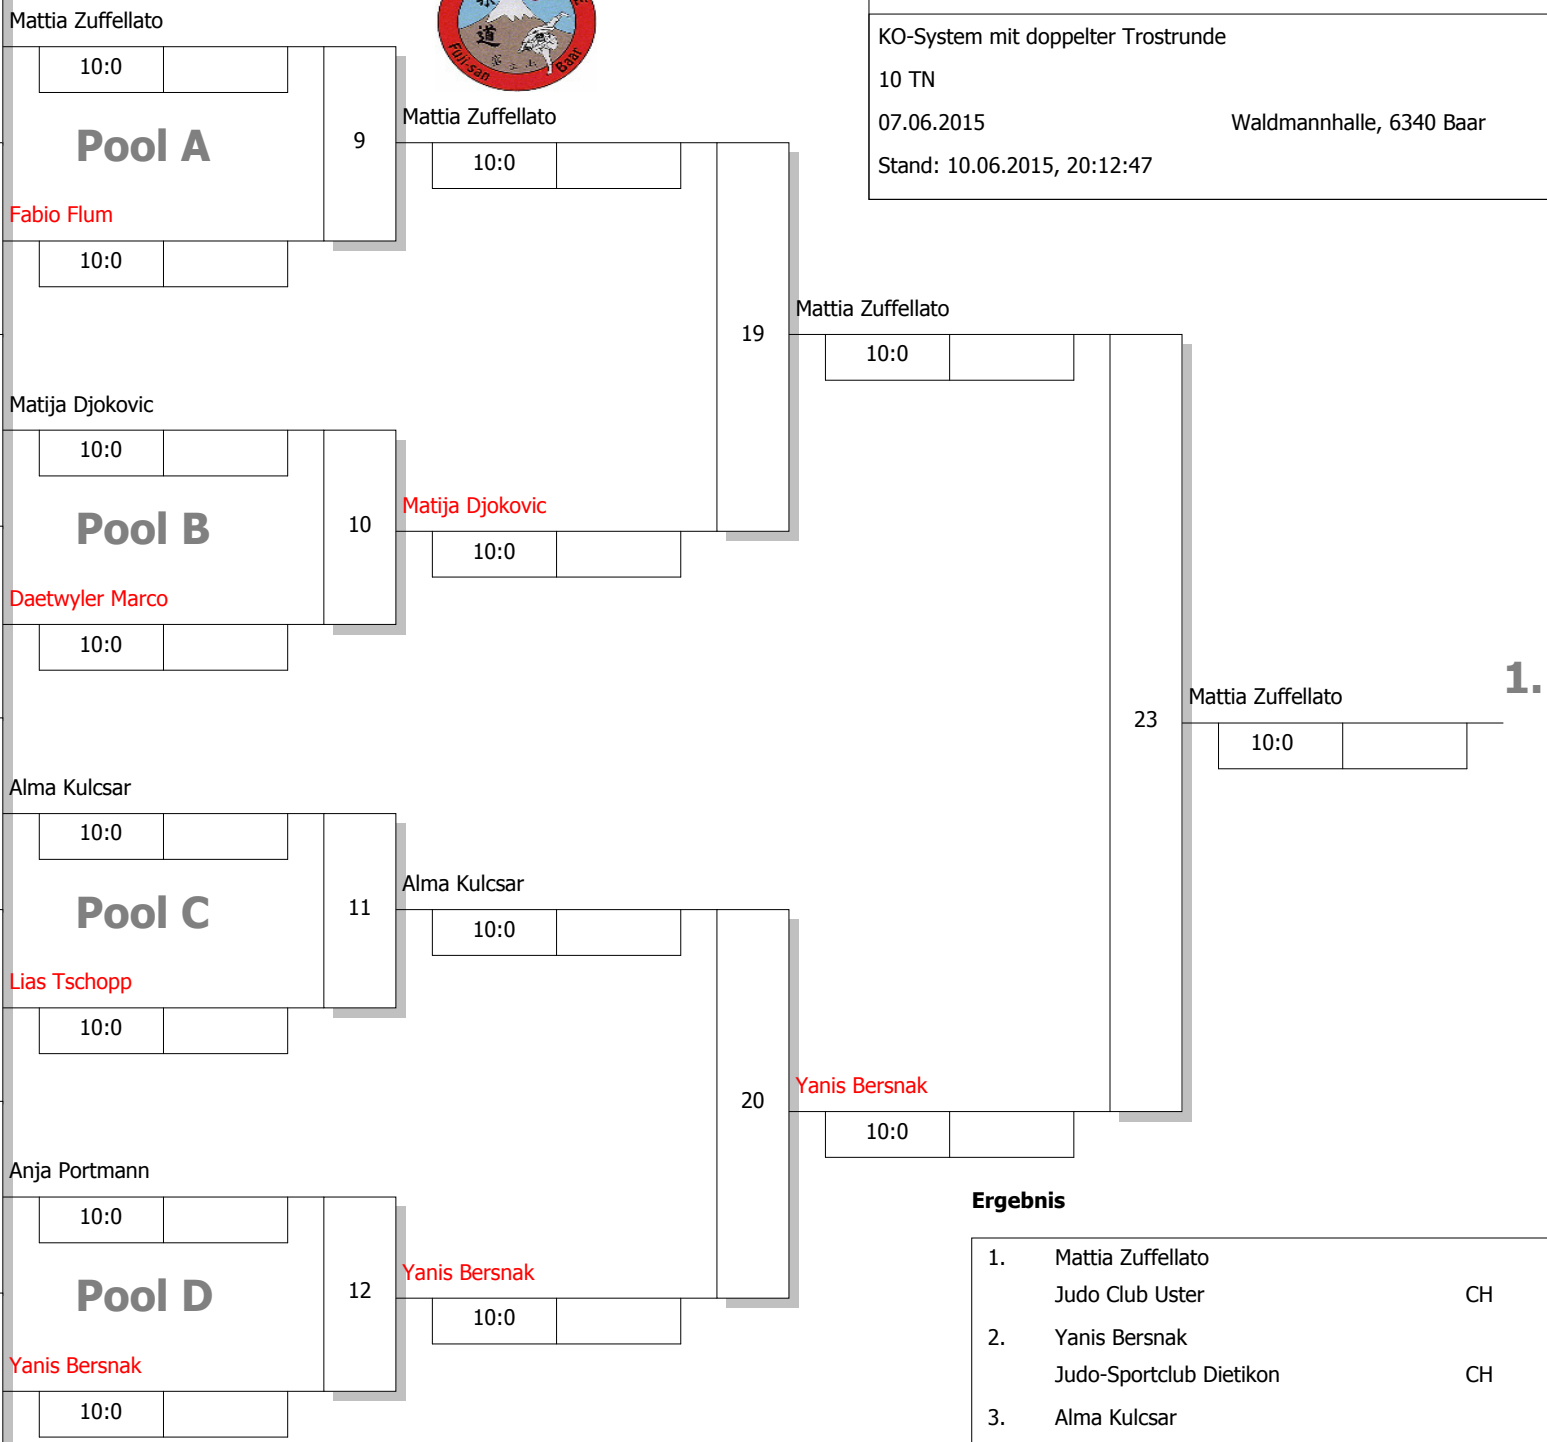 Mattia Zuffellato
10:0
Pool A
9
Fabio Flum
10:0
道
Fuji-san Baar
KO-System mit doppelter Trostrunde
10 TN
07.06.2015 Waldmannhalle, 6340 Baar
Stand: 10.06.2015, 20:12:47
Mattia Zuffellato
10:0
19
Matija Djokovic
10:0
Pool B
10
Daetwyler Marco
10:0
Matija Djokovic
10:0
Mattia Zuffellato
10:0
23
Mattia Zuffellato
10:0
1.
Alma Kulcsar
10:0
Pool C
11
Lias Tschopp
10:0
Alma Kulcsar
10:0
20
Yanis Bersnak
10:0
Anja Portmann
10:0
Pool D
12
Yanis Bersnak
10:0
Yanis Bersnak
10:0
Ergebnis
1. Mattia Zuffellato
Judo Club Uster CH
2. Yanis Bersnak
Judo-Sportclub Dietikon CH
3. Alma Kulcsar